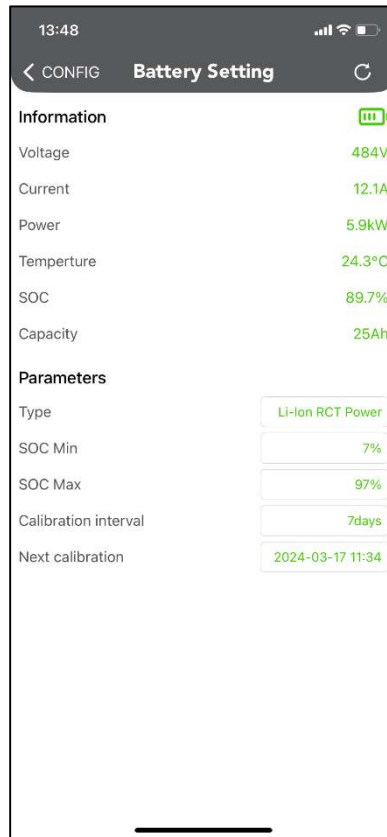 13:48
CONFIG Battery Setting
Information
Voltage 484V
Current 12.1A
Power 5.9kW
Temperture 24.3°C
SOC 89.7%
Capacity 25Ah
Parameters
Type Li-Ion RCT Power
SOC Min 7%
SOC Max 97%
Calibration interval 7days
Next calibration 2024-03-17 11:34